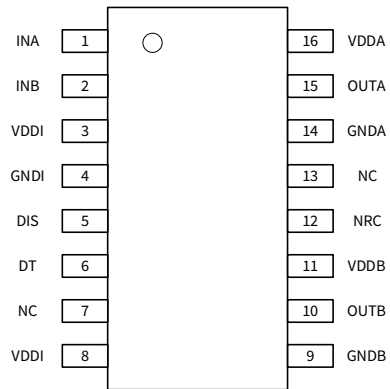 INA 1 16 VDDA
INB 2 15 OUTA
VDDI 3 14 GNDA
GNDI 4 13 NC
DIS 5 12 NRC
DT 6 11 VDDB
NC 7 10 OUTB
VDDI 8 9 GNDB